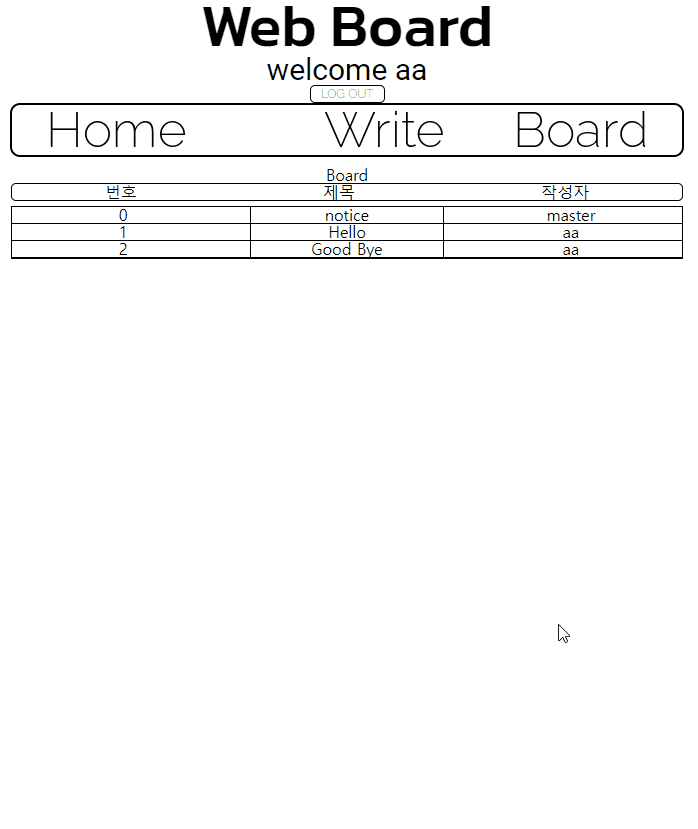 Web Board
welcome aa
LOG OUT
Home Write Board
Board
번호 제목 작성자
0 notice master
1 Hello aa
2 Good Bye aa